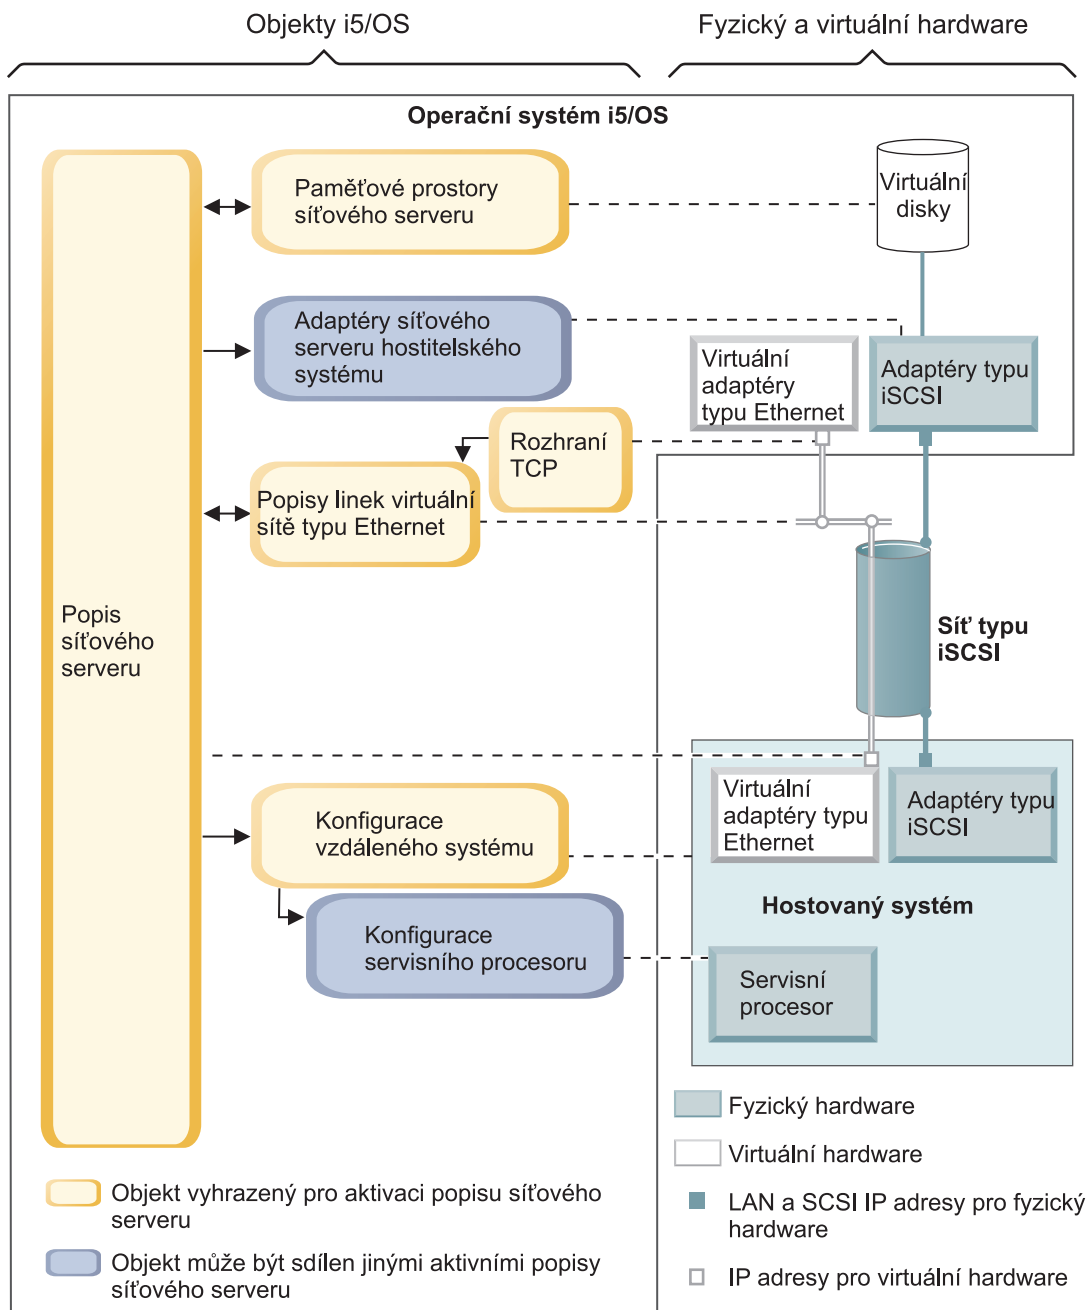 Objekty i5/OS
Fyzický a virtuální hardware
Operační systém i5/OS
Paměťové prostory
síťového serveru
Virtuální
disky
Adaptéry síťového
serveru hostitelského
systému
Virtuální
adaptéry
typu Ethernet
Adaptéry typu
iSCSI
Rozhraní
TCP
Popisy linek virtuální
sítě typu Ethernet
Popis
síťového
serveru
Síť typu
iSCSI
Virtuální
adaptéry typu
Ethernet
Adaptéry typu
iSCSI
Konfigurace
vzdáleného systému
Hostovaný systém
Konfigurace
servisního procesoru
Servisní
procesor
Fyzický hardware
Virtuální hardware
LAN a SCSI IP adresy pro fyzický
hardware
IP adresy pro virtuální hardware
Objekt vyhrazený pro aktivaci popisu síťového
serveru
Objekt může být sdílen jinými aktivními popisy
síťového serveru